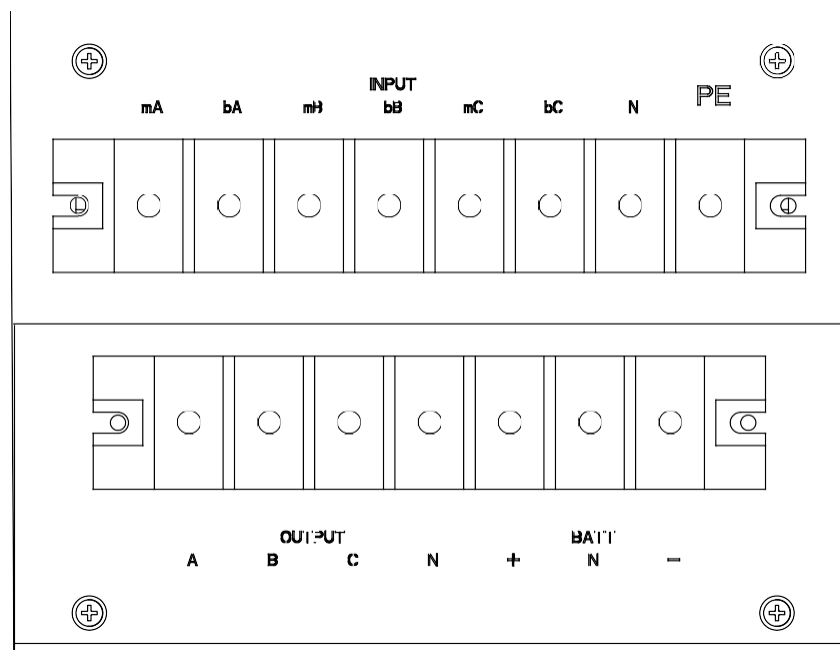 INPUT
mA bA mB bB mC bC N PE
OUTPUT BATT
A B C N + N −